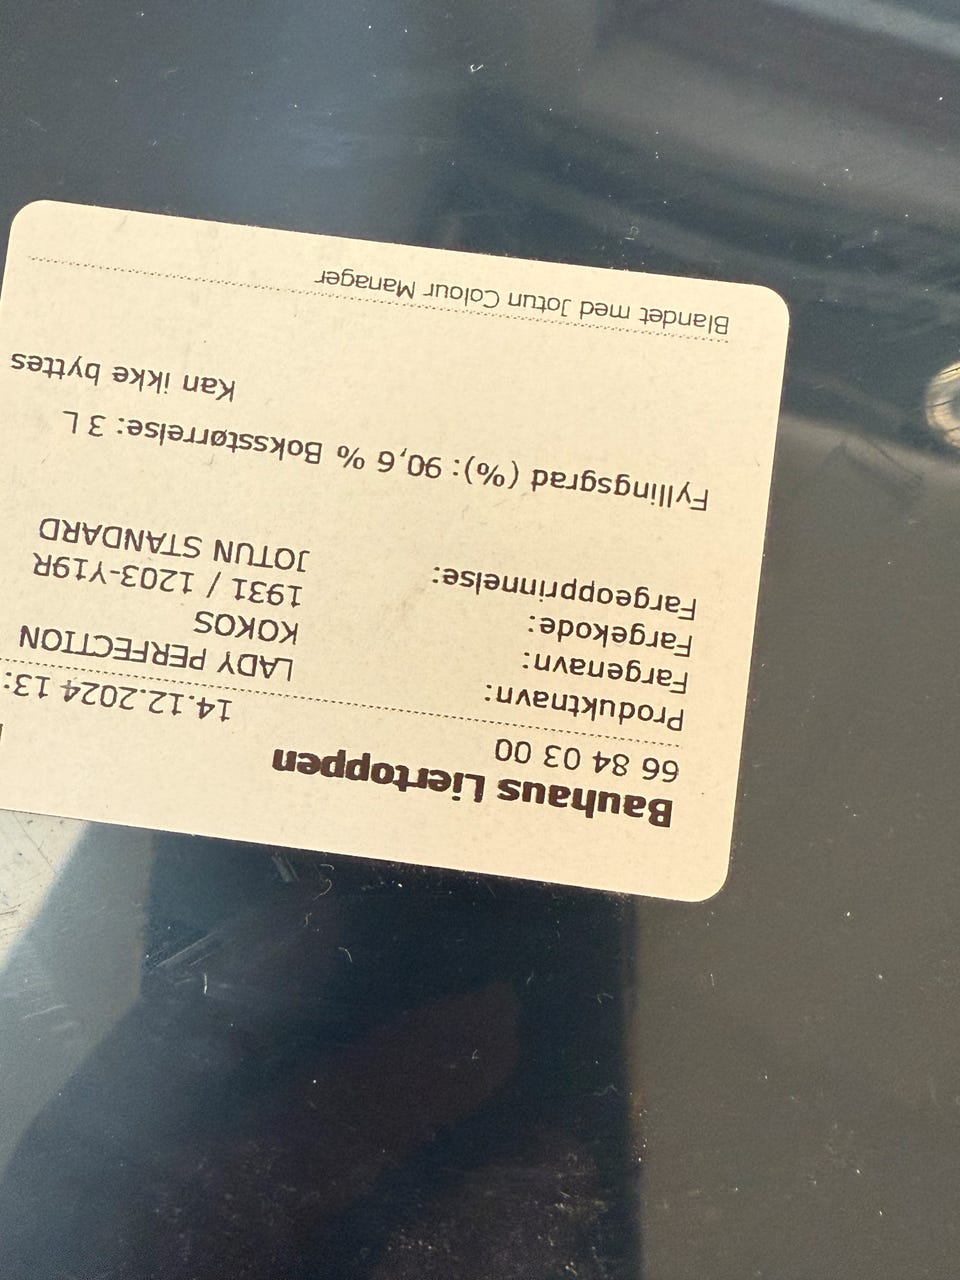 Bauhaus Liertoppen
66 84 03 00 14.12.2024 13:
Produktnavn: LADY PERFECTION
Fargenavn: KOKOS
Fargekode: 1931 / 1203-Y19R
Fargeopprinnelse: JOTUN STANDARD
Fyllingsgrad (%): 90,6 % Boksstørrelse: 3 L
Kan ikke byttes
Blandet med Jotun Colour Manager